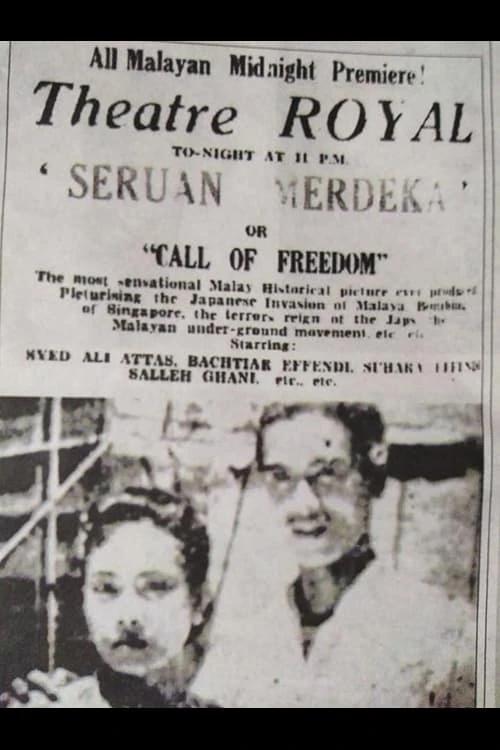 All Malayan Midnight Premiere!
Theatre ROYAL
TO-NIGHT AT 11 P.M.
‘ SERUAN MERDEKA ’
OR
“CALL OF FREEDOM”
The most sensational Malay Historical picture ever produced
Picturising the Japanese Invasion of Malaya
of Singapore, the terrors reign of the Japs the
Malayan under-ground movement, etc etc
Starring:
SYED ALI ATTAS, BACHTIAR EFFENDI, SUHARA
SALLEH GHANI, etc., etc.